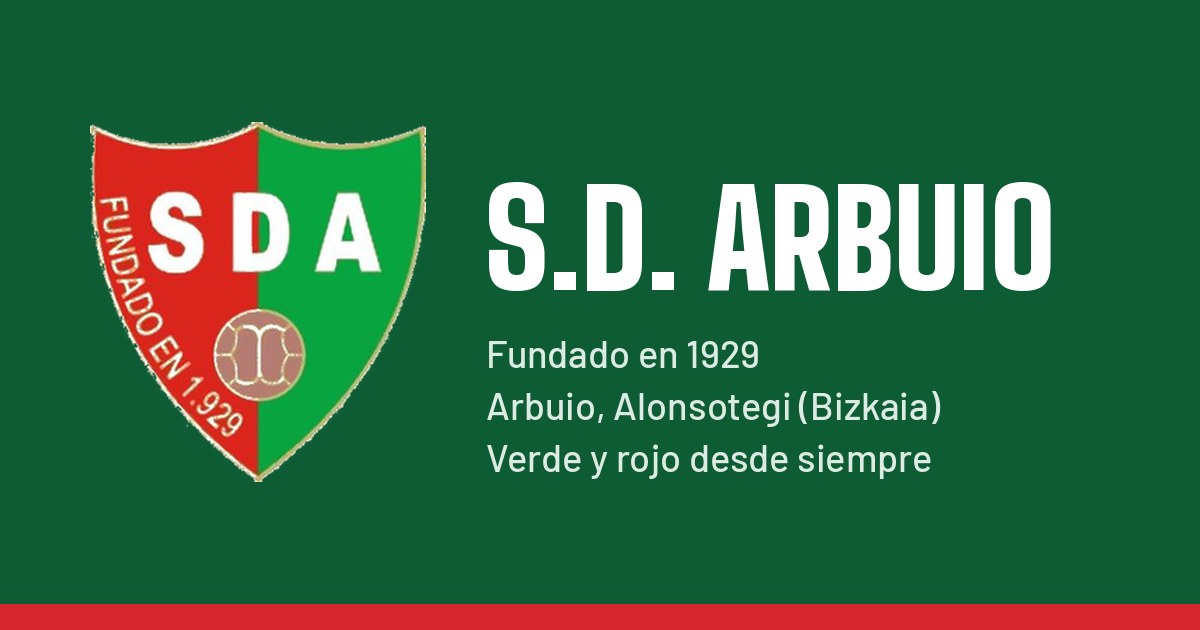 SDA
FUNDADO EN 1.929
S.D. ARBUIO
Fundado en 1929
Arbuio, Alonsotegi (Bizkaia)
Verde y rojo desde siempre